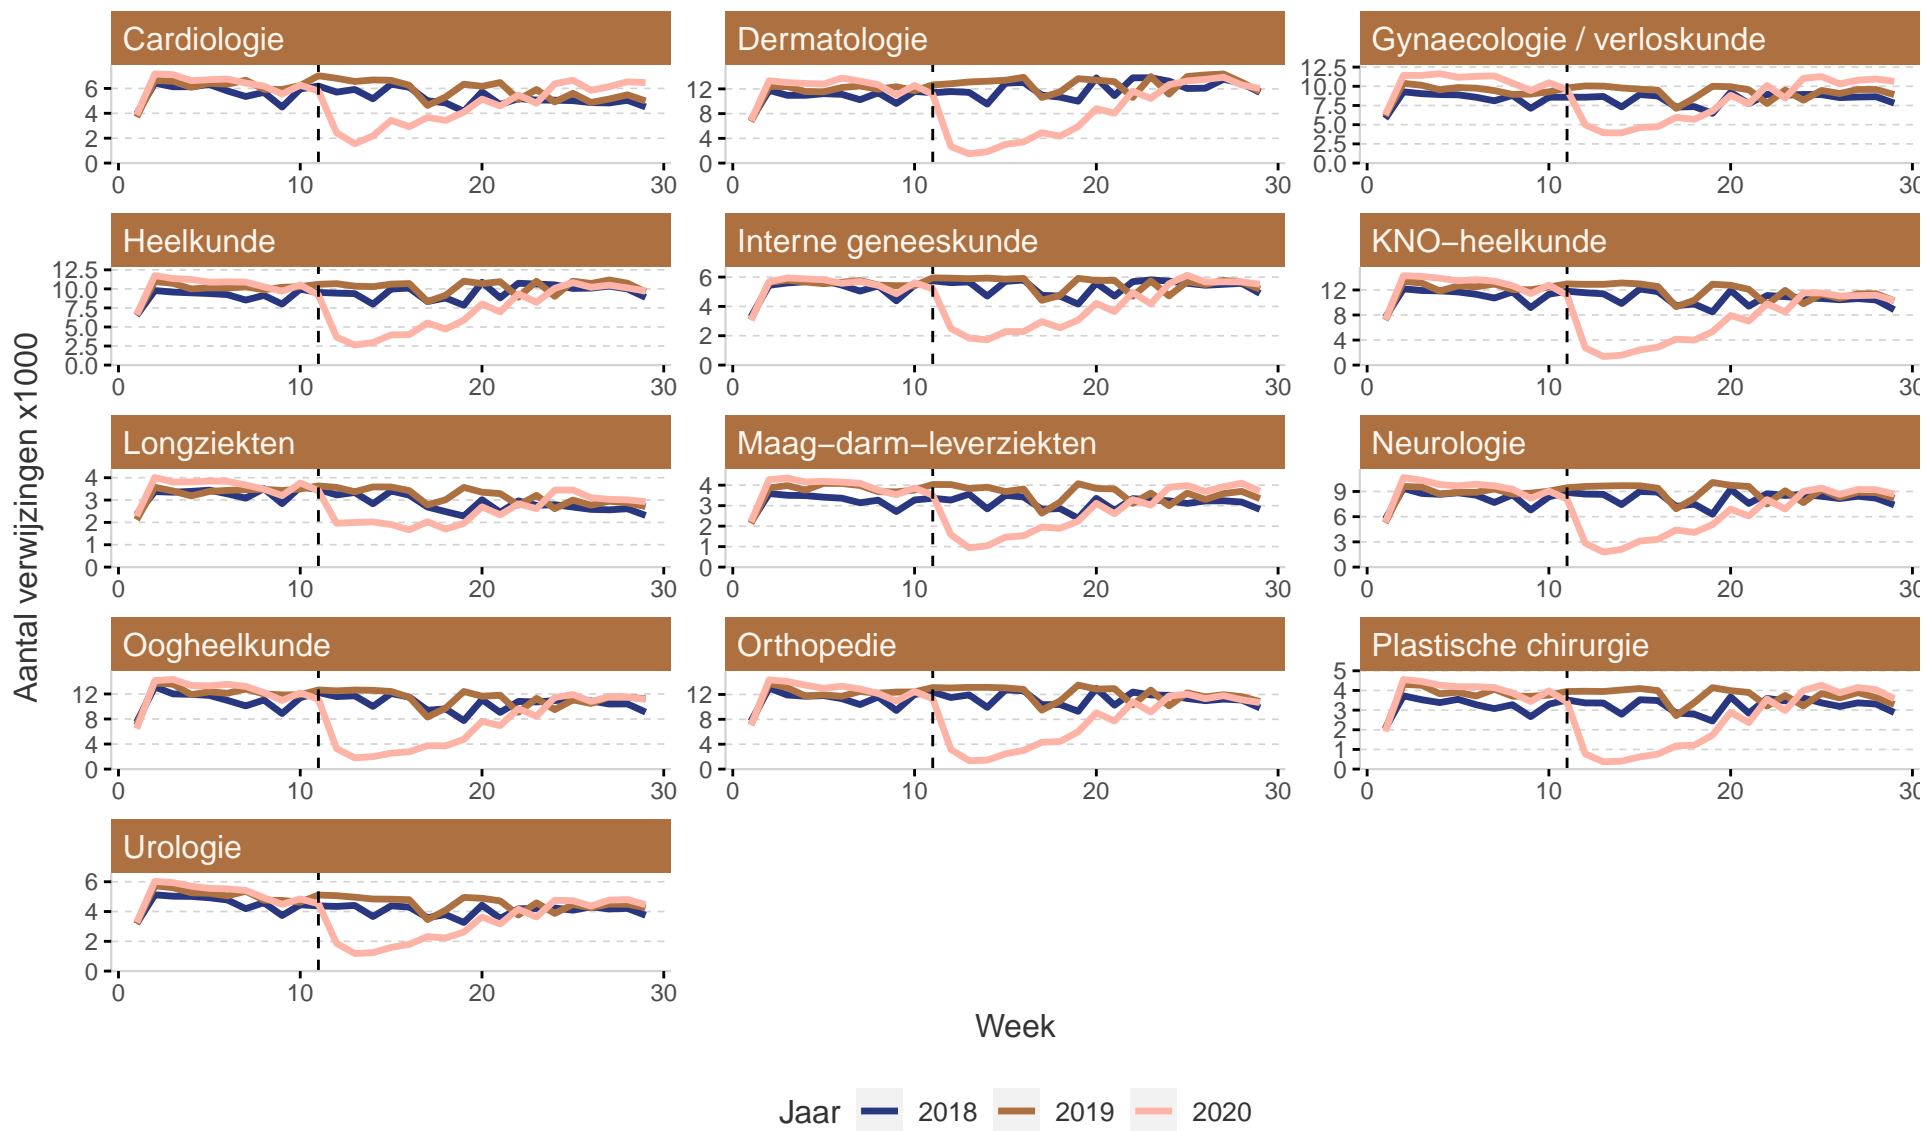 Cardiologie
Dermatologie
Gynaecologie / verloskunde
6
4
2
0
0 10 20 30
12
8
4
0
0 10 20 30
12.5
10.0
7.5
5.0
2.5
0.0
0 10 20 30
Heelkunde
Interne geneeskunde
KNO–heelkunde
12.5
10.0
7.5
5.0
2.5
0.0
0 10 20 30
6
4
2
0
0 10 20 30
12
8
4
0
0 10 20 30
Aantal verwijzingen x1000
Longziekten
Maag–darm–leverziekten
Neurologie
4
3
2
1
0
0 10 20 30
4
3
2
1
0
0 10 20 30
9
6
3
0
0 10 20 30
Oogheelkunde
Orthopedie
Plastische chirurgie
12
8
4
0
0 10 20 30
12
8
4
0
0 10 20 30
5
4
3
2
1
0
0 10 20 30
Urologie
6
4
2
0
0 10 20 30
Week
Jaar 2018 2019 2020